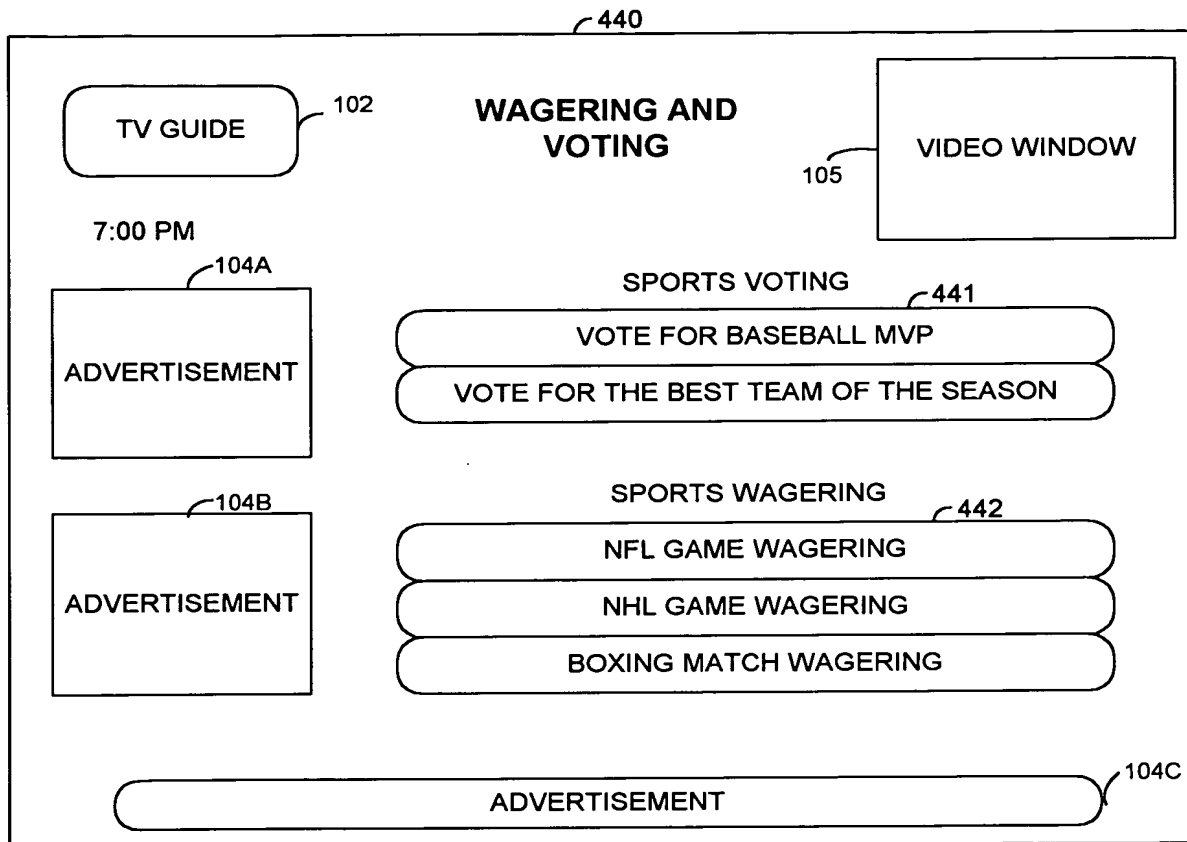 440
TV GUIDE
102
WAGERING AND
VOTING
105
VIDEO WINDOW
7:00 PM
104A
ADVERTISEMENT
SPORTS VOTING
441
VOTE FOR BASEBALL MVP
VOTE FOR THE BEST TEAM OF THE SEASON
104B
ADVERTISEMENT
SPORTS WAGERING
442
NFL GAME WAGERING
NHL GAME WAGERING
BOXING MATCH WAGERING
ADVERTISEMENT
104C